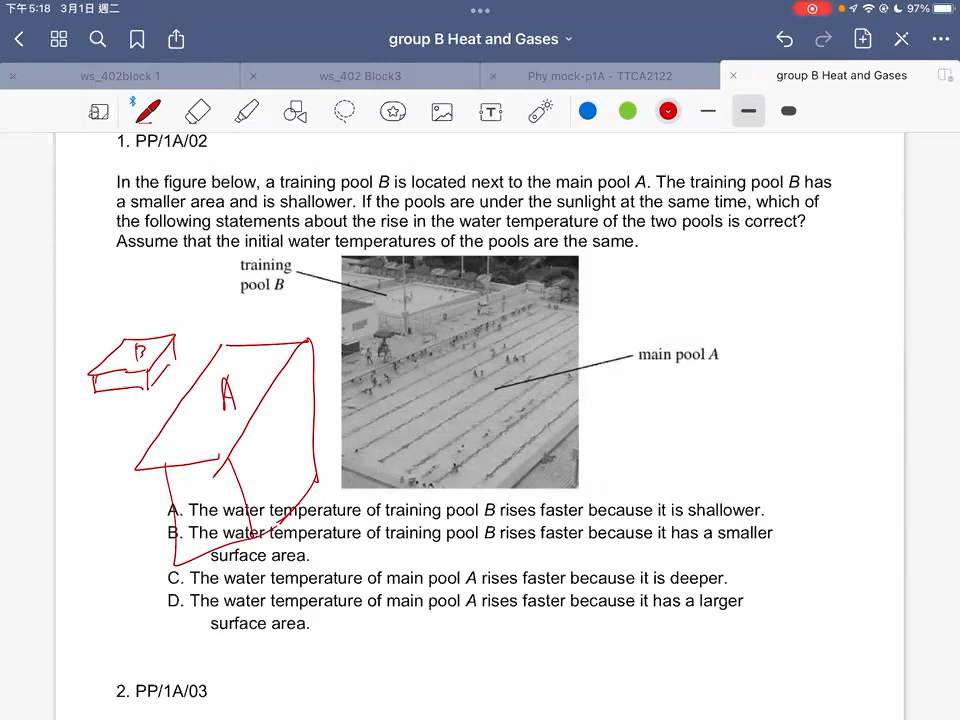 下午5:18 3月1日 週二
97%
group B Heat and Gases
ws_402block 1
ws_402 Block3
Phy mock-p1A - TTCA2122
group B Heat and Gases
T
1. PP/1A/02
In the figure below, a training pool B is located next to the main pool A. The training pool B has
a smaller area and is shallower. If the pools are under the sunlight at the same time, which of
the following statements about the rise in the water temperature of the two pools is correct?
Assume that the initial water temperatures of the pools are the same.
training
pool B
main pool A
B
A
A. The water temperature of training pool B rises faster because it is shallower.
B. The water temperature of training pool B rises faster because it has a smaller
surface area.
C. The water temperature of main pool A rises faster because it is deeper.
D. The water temperature of main pool A rises faster because it has a larger
surface area.
2. PP/1A/03